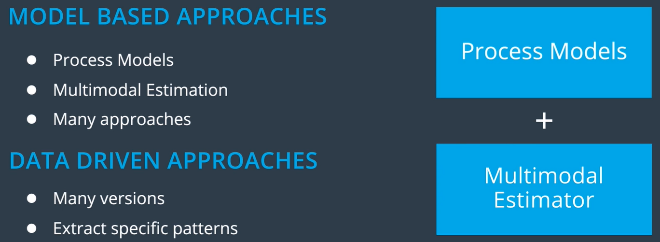 MODEL BASED APPROACHES
● Process Models
● Multimodal Estimation
● Many approaches
DATA DRIVEN APPROACHES
● Many versions
● Extract specific patterns
Process Models
+
Multimodal
Estimator